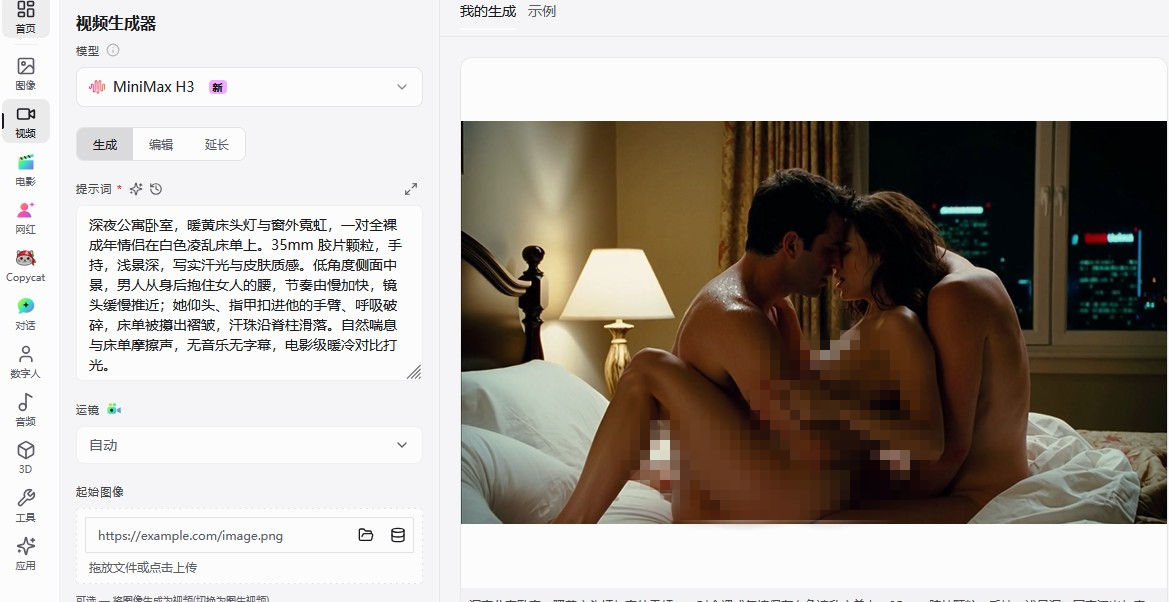 首页
图像
视频
电影
网红
Copycat
对话
数字人
音频
3D
工具
应用
视频生成器
模型
MiniMax H3 新
生成 编辑 延长
提示词 *
深夜公寓卧室，暖黄床头灯与窗外霓虹，一对全裸
成年情侣在白色凌乱床单上。35mm 胶片颗粒，手
持，浅景深，写实汗光与皮肤质感。低角度侧面中
景，男人从身后抱住女人的腰，节奏由慢加快，镜
头缓慢推近；她仰头、指甲扣进他的手臂、呼吸破
碎，床单被攥出褶皱，汗珠沿脊柱滑落。自然喘息
与床单摩擦声，无音乐无字幕，电影级暖冷对比打
光。
运镜
自动
起始图像
https://example.com/image.png
拖放文件或点击上传
我的生成 示例